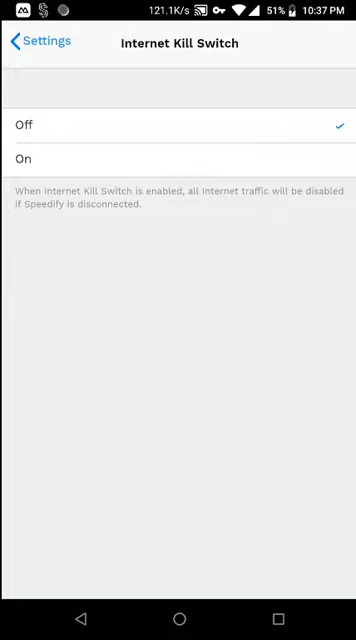 121.1K/s 51% 10:37 PM
Settings
Internet Kill Switch
Off
On
When Internet Kill Switch is enabled, all Internet traffic will be disabled
if Speedify is disconnected.